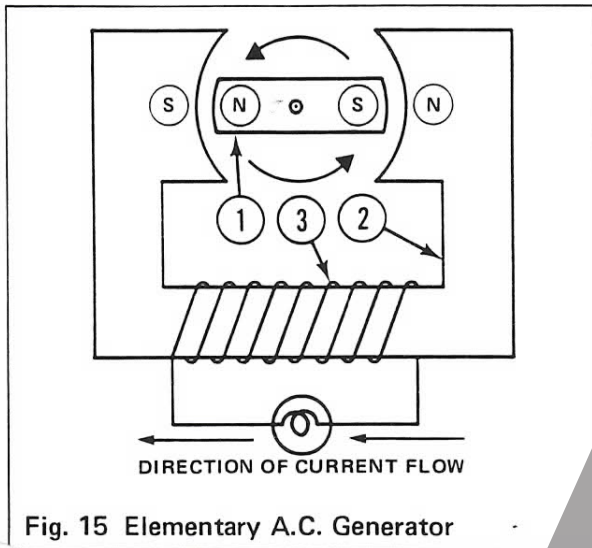 S N S N
1 3 2
DIRECTION OF CURRENT FLOW
Fig. 15 Elementary A.C. Generator